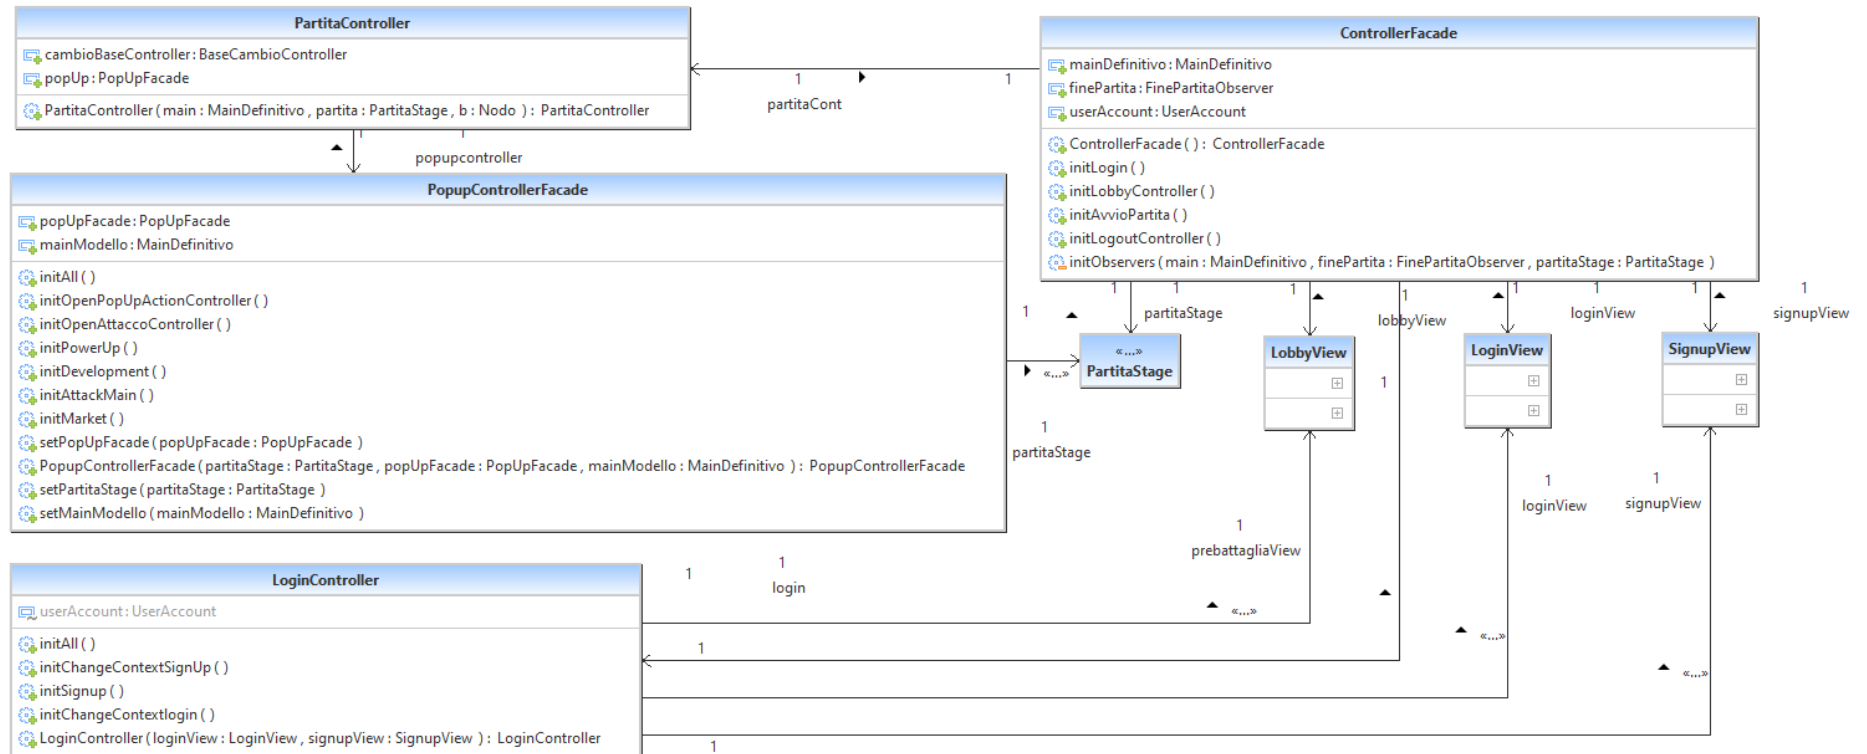 PartitaController
cambioBaseController:BaseCambioController
popUp:PopUpFacade
PartitaController(main:MainDefinitivo, partita:PartitaStage, b:Nodo ): PartitaController
1
partitaCont
1
ControllerFacade
mainDefinitivo:MainDefinitivo
finePartita:FinePartitaObserver
userAccount:UserAccount
ControllerFacade( ): ControllerFacade
initLogin( )
initLobbyController( )
initAvvioPartita( )
initLogoutController( )
initObservers(main:MainDefinitivo, finePartita:FinePartitaObserver, partitaStage:PartitaStage )
1
1
popupcontroller
PopupControllerFacade
popUpFacade:PopUpFacade
mainModello:MainDefinitivo
initAll( )
initOpenPopUpActionController( )
initOpenAttaccoController( )
initPowerUp( )
initDevelopment( )
initAttackMain( )
initMarket( )
setPopUpFacade(popUpFacade:PopUpFacade )
PopupControllerFacade(partitaStage:PartitaStage, popUpFacade:PopUpFacade, mainModello:MainDefinitivo ): PopupControllerFacade
setPartitaStage(partitaStage:PartitaStage )
setMainModello(mainModello:MainDefinitivo )
1
1
partitaStage
1
1
lobbyView
1
1
loginView
1
1
signupView
1
«...»
PartitaStage
LobbyView
LoginView
SignupView
«...»
1
1
partitaStage
1
loginView
1
signupView
1
prebattagliaView
1
1
login
«...»
«...»
«...»
LoginController
userAccount:UserAccount
initAll( )
initChangeContextSignUp( )
initSignup( )
initChangeContextlogin( )
LoginController(loginView:LoginView, signupView:SignupView ): LoginController
1
1